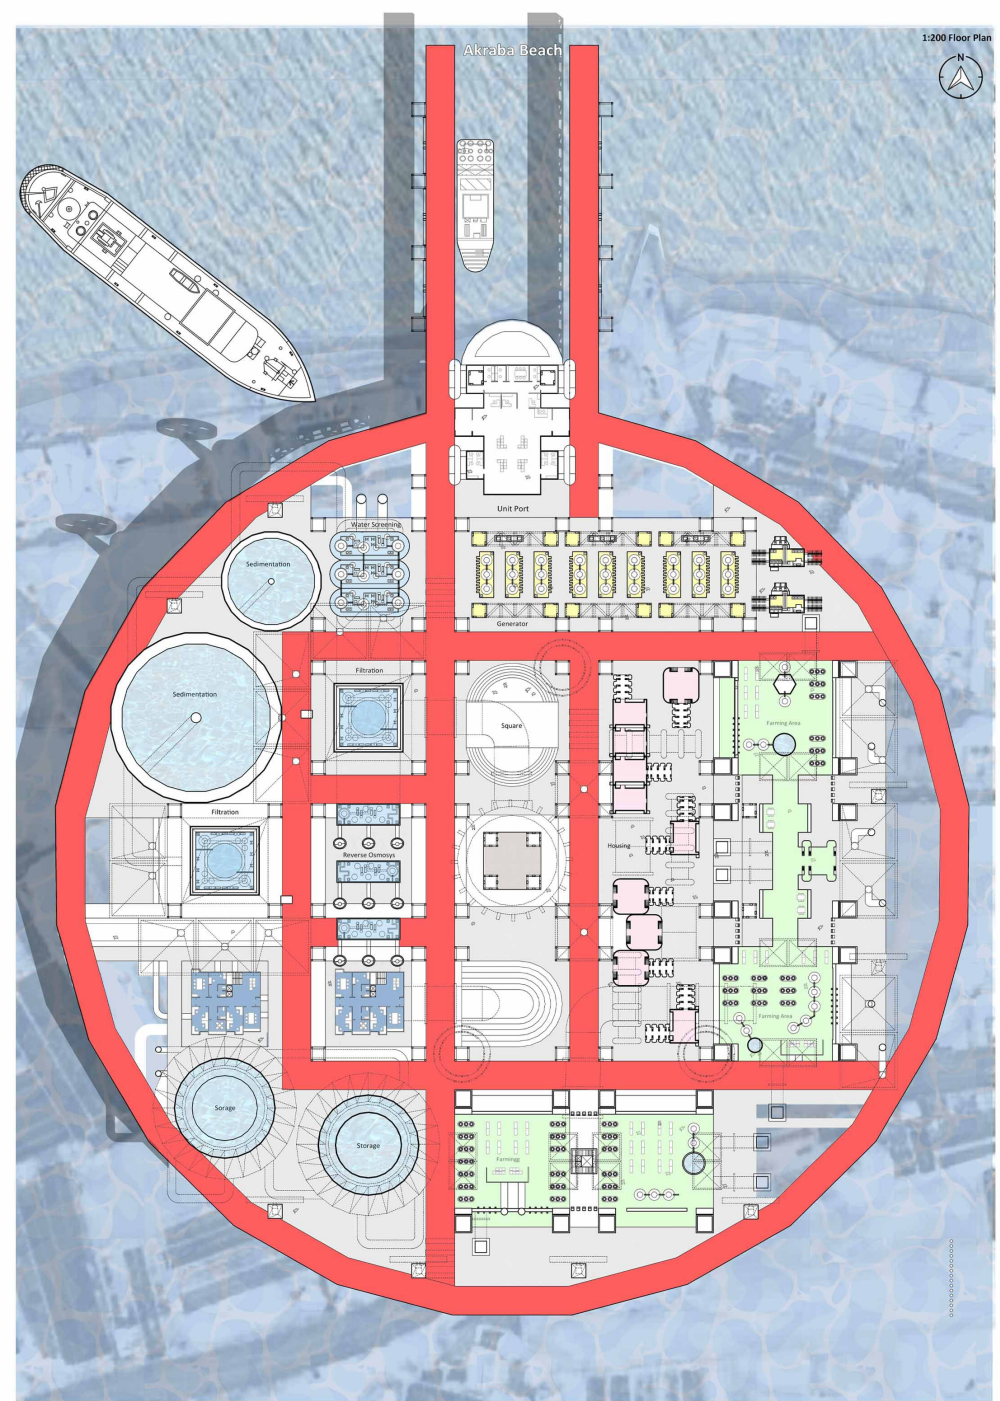 1:200 Floor Plan
N
Akraba Beach
Unit Port
Water Screening
Sedimentation
Generator
Filtration
Sedimentation
Square
Farming Area
Filtration
Housing
Reverse Osmosys
Farming Area
Sorage
Storage
Farmingg